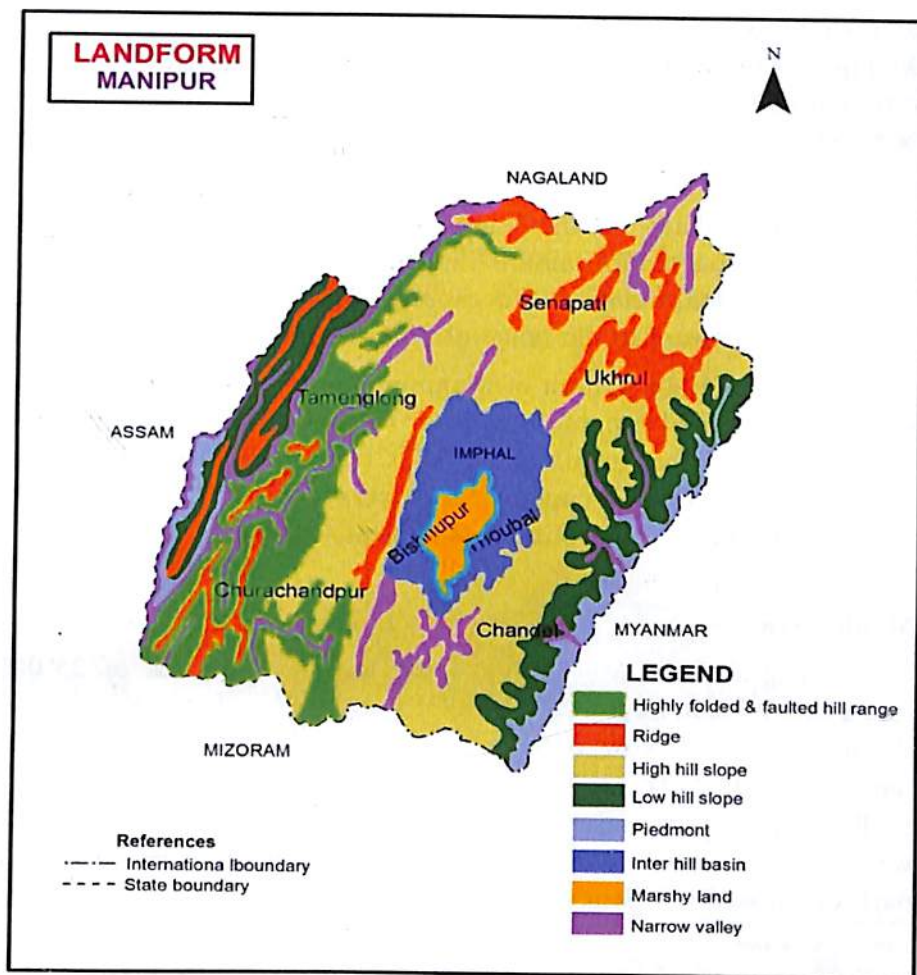 LANDFORM
MANIPUR
N
NAGALAND
Senapati
Ukhrul
Tamenglong
ASSAM
IMPHAL
Bishnupur
Thoubal
Churachandpur
Chandel
MYANMAR
MIZORAM
LEGEND
Highly folded & faulted hill range
Ridge
High hill slope
Low hill slope
Piedmont
Inter hill basin
Marshy land
Narrow valley
References
Internationa lboundary
State boundary